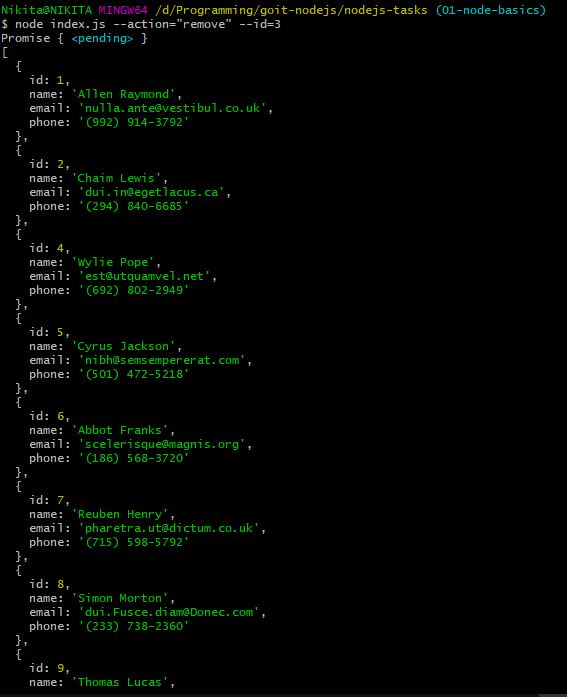 Nikita@NIKITA MINGW64 /d/Programming/goit-nodejs/nodejs-tasks (01-node-basics)
$ node index.js --action="remove" --id=3
Promise { <pending> }
[
  {
    id: 1,
    name: 'Allen Raymond',
    email: 'nulla.ante@vestibul.co.uk',
    phone: '(992) 914-3792'
  },
  {
    id: 2,
    name: 'Chaim Lewis',
    email: 'dui.in@egetlacus.ca',
    phone: '(294) 840-6685'
  },
  {
    id: 4,
    name: 'Wylie Pope',
    email: 'est@utquamvel.net',
    phone: '(692) 802-2949'
  },
  {
    id: 5,
    name: 'Cyrus Jackson',
    email: 'nibh@semsempererat.com',
    phone: '(501) 472-5218'
  },
  {
    id: 6,
    name: 'Abbot Franks',
    email: 'scelerisque@magnis.org',
    phone: '(186) 568-3720'
  },
  {
    id: 7,
    name: 'Reuben Henry',
    email: 'pharetra.ut@dictum.co.uk',
    phone: '(715) 598-5792'
  },
  {
    id: 8,
    name: 'Simon Morton',
    email: 'dui.Fusce.diam@Donec.com',
    phone: '(233) 738-2360'
  },
  {
    id: 9,
    name: 'Thomas Lucas',